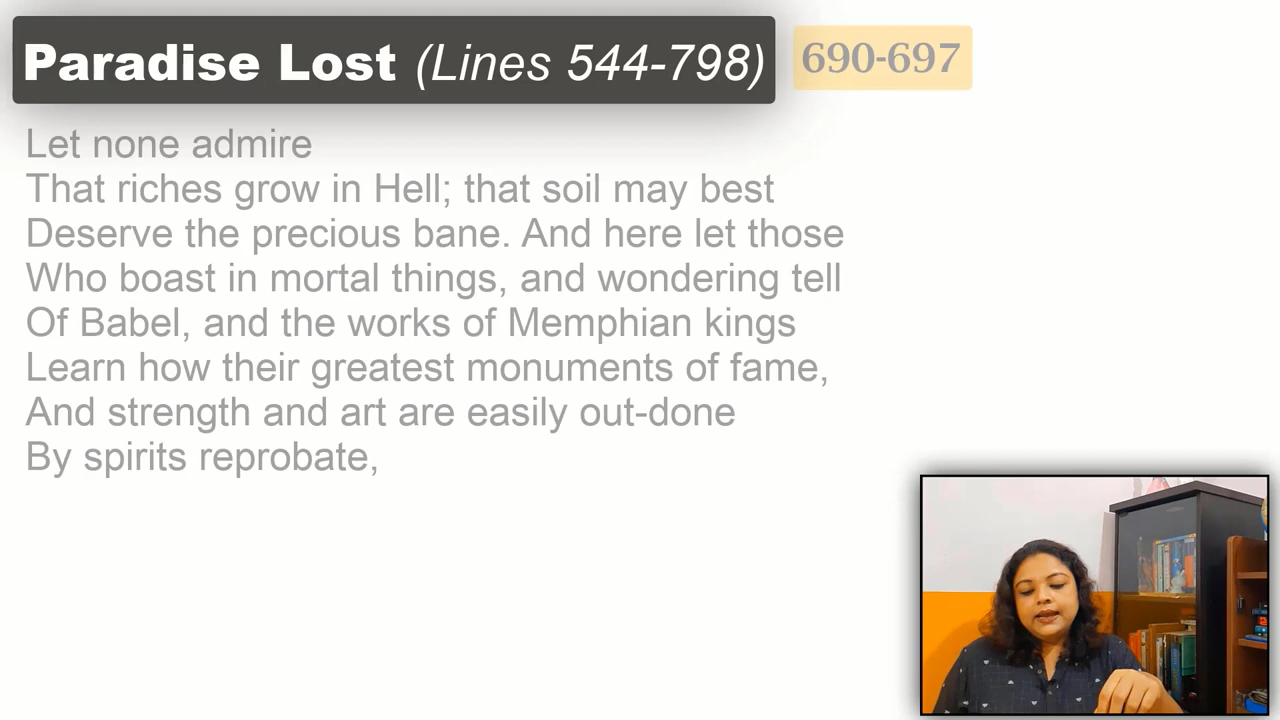 Paradise Lost (Lines 544-798) 690-697
Let none admire
That riches grow in Hell; that soil may best
Deserve the precious bane. And here let those
Who boast in mortal things, and wondering tell
Of Babel, and the works of Memphian kings
Learn how their greatest monuments of fame,
And strength and art are easily out-done
By spirits reprobate,